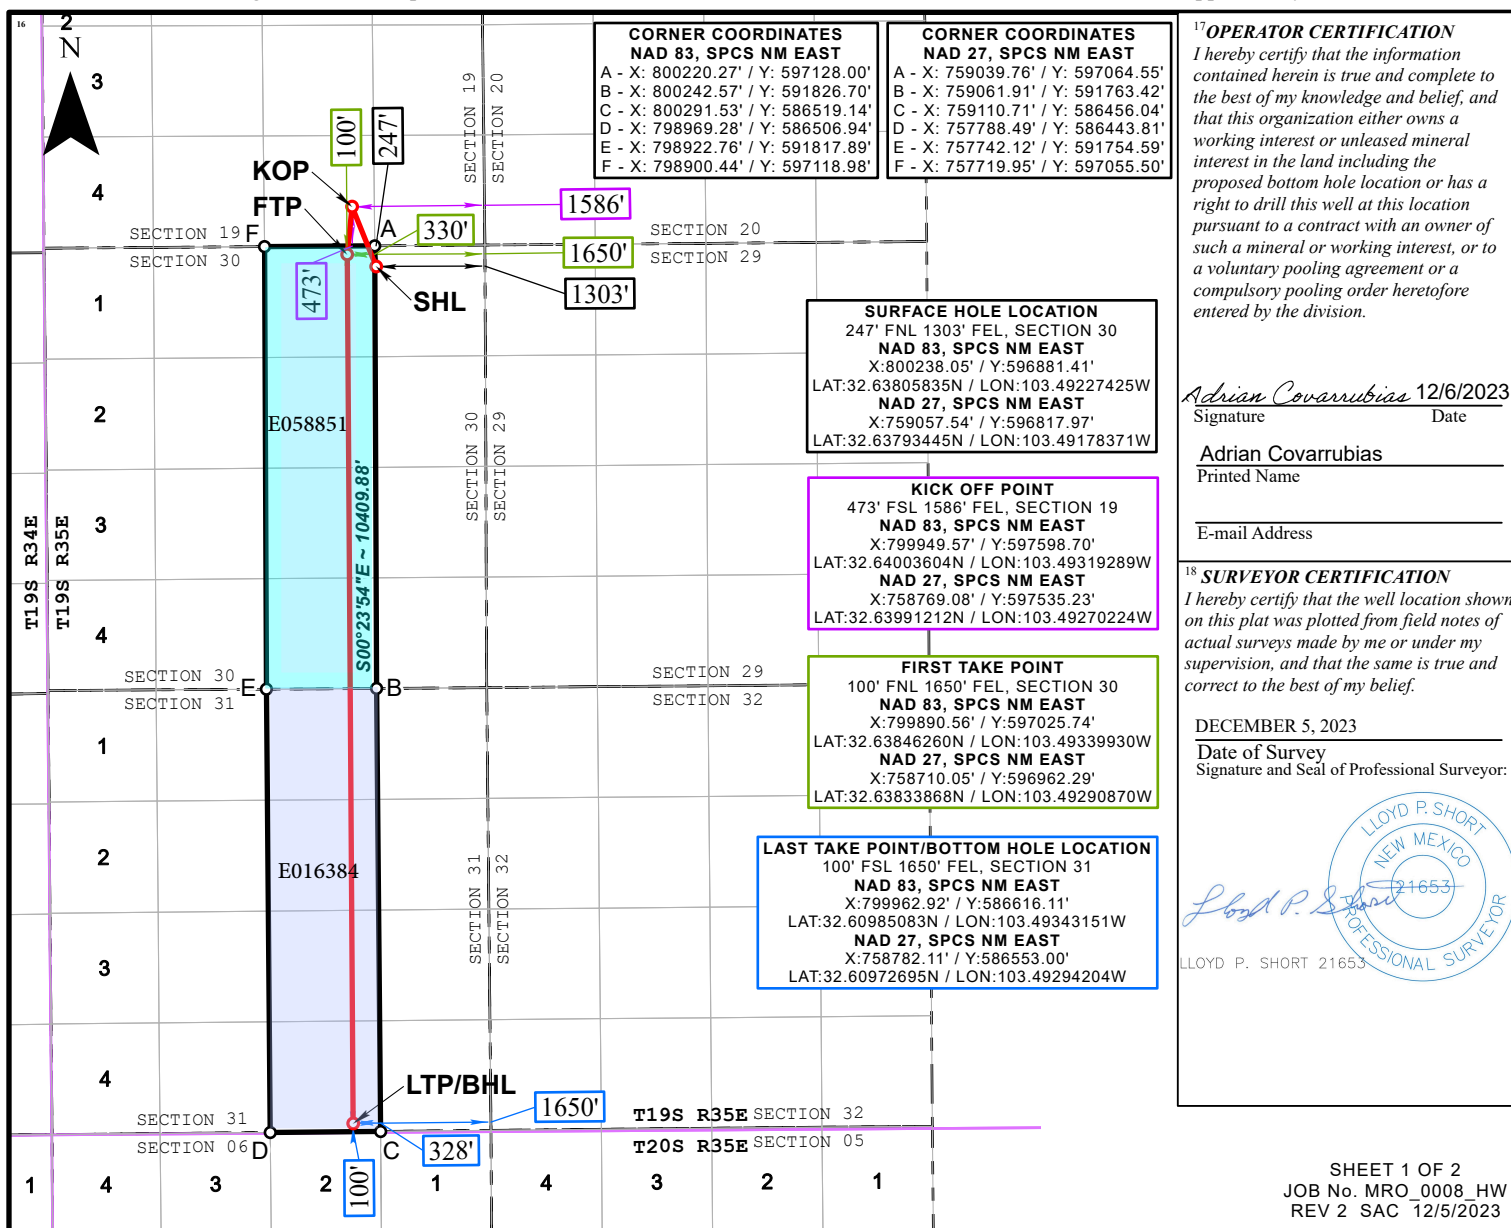 16
2
N
3
4
1
2
3
4
1
2
3
4
1
4
3
2
1
4
3
2
1
T19S R34E
T19S R35E
100'
247'
KOP
FTP
F
A
SECTION 19
SECTION 30
SECTION 19
SECTION 20
1586'
330'
1650'
1303'
473'
SHL
SECTION 20
SECTION 29
E058851
S00°23'54"E ~ 10409.88'
SECTION 30
SECTION 29
SECTION 30
SECTION 31
E
B
SECTION 29
SECTION 32
E016384
SECTION 31
SECTION 32
LTP/BHL
1650'
328'
100'
SECTION 31
SECTION 06
D
C
T19S R35E SECTION 32
T20S R35E SECTION 05
CORNER COORDINATES
NAD 83, SPCS NM EAST
A - X: 800220.27' / Y: 597128.00'
B - X: 800242.57' / Y: 591826.70'
C - X: 800291.53' / Y: 586519.14'
D - X: 798969.28' / Y: 586506.94'
E - X: 798922.76' / Y: 591817.89'
F - X: 798900.44' / Y: 597118.98'
CORNER COORDINATES
NAD 27, SPCS NM EAST
A - X: 759039.76' / Y: 597064.55'
B - X: 759061.91' / Y: 591763.42'
C - X: 759110.71' / Y: 586456.04'
D - X: 757788.49' / Y: 586443.81'
E - X: 757742.12' / Y: 591754.59'
F - X: 757719.95' / Y: 597055.50'
SURFACE HOLE LOCATION
247' FNL 1303' FEL, SECTION 30
NAD 83, SPCS NM EAST
X:800238.05' / Y:596881.41'
LAT:32.63805835N / LON:103.49227425W
NAD 27, SPCS NM EAST
X:759057.54' / Y:596817.97'
LAT:32.63793445N / LON:103.49178371W
KICK OFF POINT
473' FSL 1586' FEL, SECTION 19
NAD 83, SPCS NM EAST
X:799949.57' / Y:597598.70'
LAT:32.64003604N / LON:103.49319289W
NAD 27, SPCS NM EAST
X:758769.08' / Y:597535.23'
LAT:32.63991212N / LON:103.49270224W
FIRST TAKE POINT
100' FNL 1650' FEL, SECTION 30
NAD 83, SPCS NM EAST
X:799890.56' / Y:597025.74'
LAT:32.63846260N / LON:103.49339930W
NAD 27, SPCS NM EAST
X:758710.05' / Y:596962.29'
LAT:32.63833868N / LON:103.49290870W
LAST TAKE POINT/BOTTOM HOLE LOCATION
100' FSL 1650' FEL, SECTION 31
NAD 83, SPCS NM EAST
X:799962.92' / Y:586616.11'
LAT:32.60985083N / LON:103.49343151W
NAD 27, SPCS NM EAST
X:758782.11' / Y:586553.00'
LAT:32.60972695N / LON:103.49294204W
17 OPERATOR CERTIFICATION
I hereby certify that the information
contained herein is true and complete to
the best of my knowledge and belief, and
that this organization either owns a
working interest or unleased mineral
interest in the land including the
proposed bottom hole location or has a
right to drill this well at this location
pursuant to a contract with an owner of
such a mineral or working interest, or to
a voluntary pooling agreement or a
compulsory pooling order heretofore
entered by the division.
Adrian Covarrubias 12/6/2023
Signature Date
Adrian Covarrubias
Printed Name
E-mail Address
18 SURVEYOR CERTIFICATION
I hereby certify that the well location shown
on this plat was plotted from field notes of
actual surveys made by me or under my
supervision, and that the same is true and
correct to the best of my belief.
DECEMBER 5, 2023
Date of Survey
Signature and Seal of Professional Surveyor:
LLOYD P. SHORT
NEW MEXICO
21653
PROFESSIONAL SURVEYOR
Lloyd P. Short
LLOYD P. SHORT 21653
SHEET 1 OF 2
JOB No. MRO_0008_HW
REV 2 SAC 12/5/2023